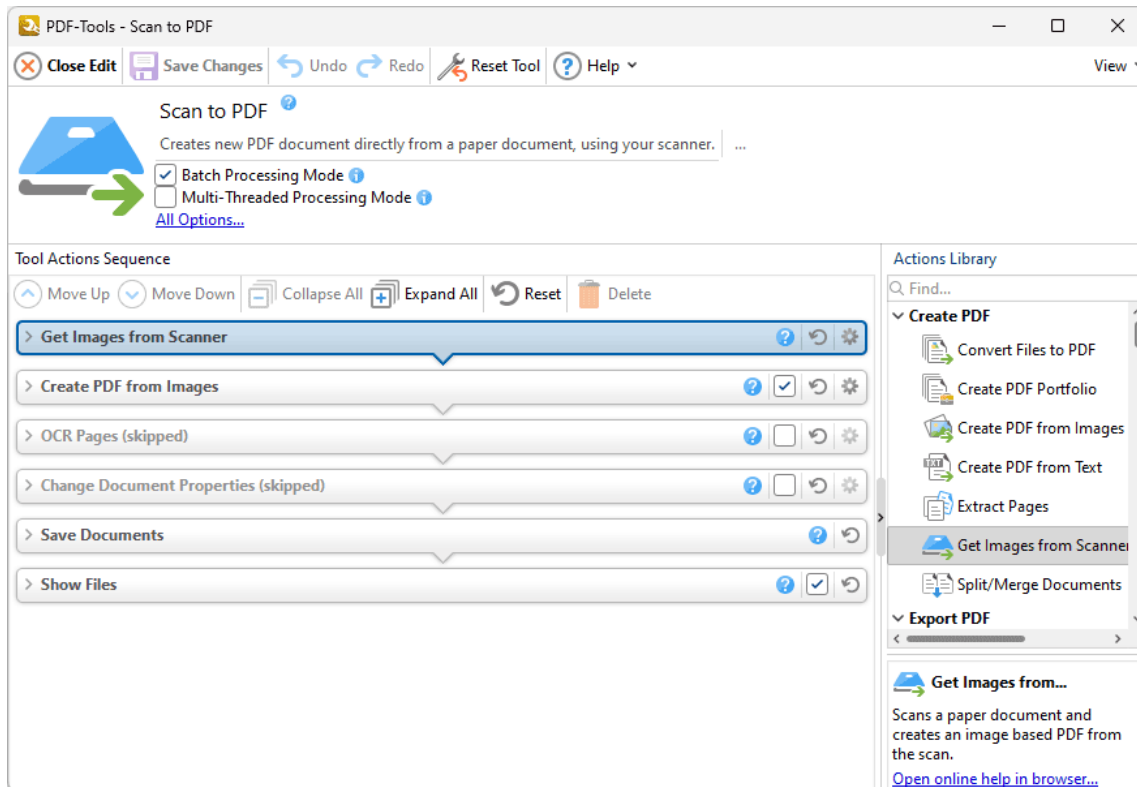 PDF-Tools - Scan to PDF
Close Edit Save Changes Undo Redo Reset Tool ? Help View
Scan to PDF ?
Creates new PDF document directly from a paper document, using your scanner. ...
Batch Processing Mode i
Multi-Threaded Processing Mode i
All Options...
Tool Actions Sequence
Move Up Move Down Collapse All Expand All Reset Delete
Get Images from Scanner ?
Create PDF from Images ?
OCR Pages (skipped) ?
Change Document Properties (skipped) ?
Save Documents ?
Show Files ?
Actions Library
Find...
Create PDF
Convert Files to PDF
Create PDF Portfolio
Create PDF from Images
TXT Create PDF from Text
Extract Pages
Get Images from Scanner
Split/Merge Documents
Export PDF
Get Images from...
Scans a paper document and
creates an image based PDF from
the scan.
Open online help in browser...